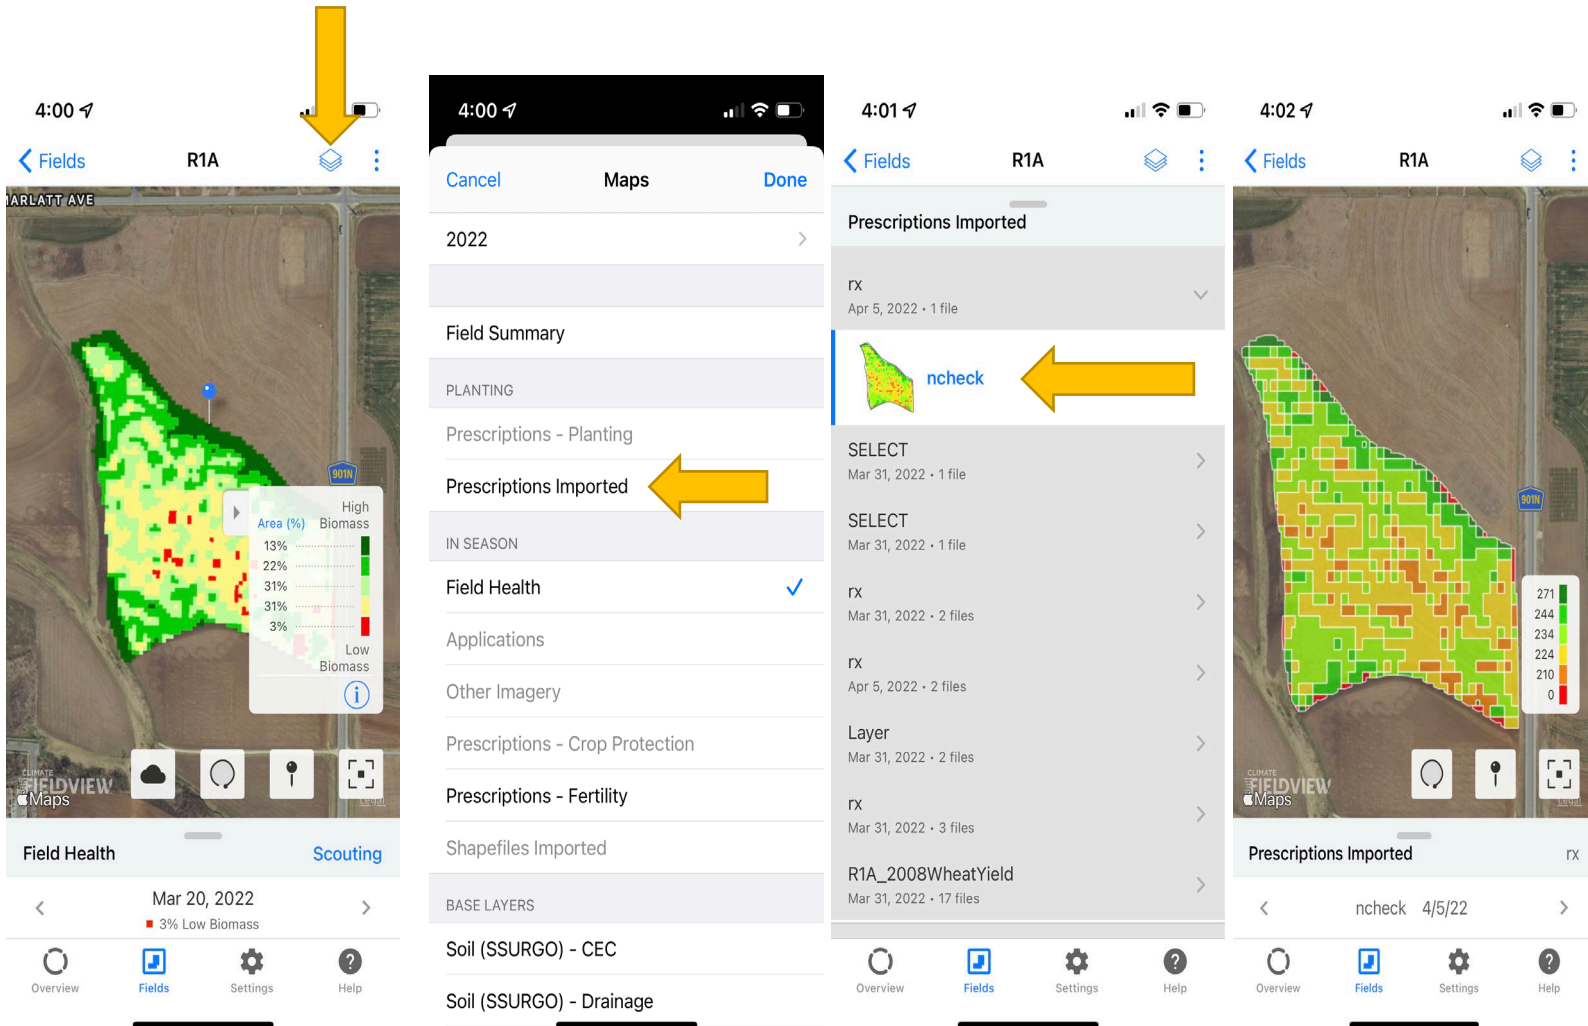 4:00
Fields
R1A
MARLATT AVE
901N
High
Biomass
Area (%)
13%
22%
31%
31%
3%
Low
Biomass
CLIMATE
FIELDVIEW
Maps
Legal
Field Health
Scouting
Mar 20, 2022
3% Low Biomass
Overview
Fields
Settings
Help
4:00
Cancel
Maps
Done
2022
Field Summary
PLANTING
Prescriptions - Planting
Prescriptions Imported
IN SEASON
Field Health
Applications
Other Imagery
Prescriptions - Crop Protection
Prescriptions - Fertility
Shapefiles Imported
BASE LAYERS
Soil (SSURGO) - CEC
Soil (SSURGO) - Drainage
4:01
Fields
R1A
Prescriptions Imported
rx
Apr 5, 2022 • 1 file
ncheck
SELECT
Mar 31, 2022 • 1 file
SELECT
Mar 31, 2022 • 1 file
rx
Mar 31, 2022 • 2 files
rx
Apr 5, 2022 • 2 files
Layer
Mar 31, 2022 • 2 files
rx
Mar 31, 2022 • 3 files
R1A_2008WheatYield
Mar 31, 2022 • 17 files
Overview
Fields
Settings
Help
4:02
Fields
R1A
901N
271
244
234
224
210
0
CLIMATE
FIELDVIEW
Maps
Legal
Prescriptions Imported
rx
ncheck 4/5/22
Overview
Fields
Settings
Help